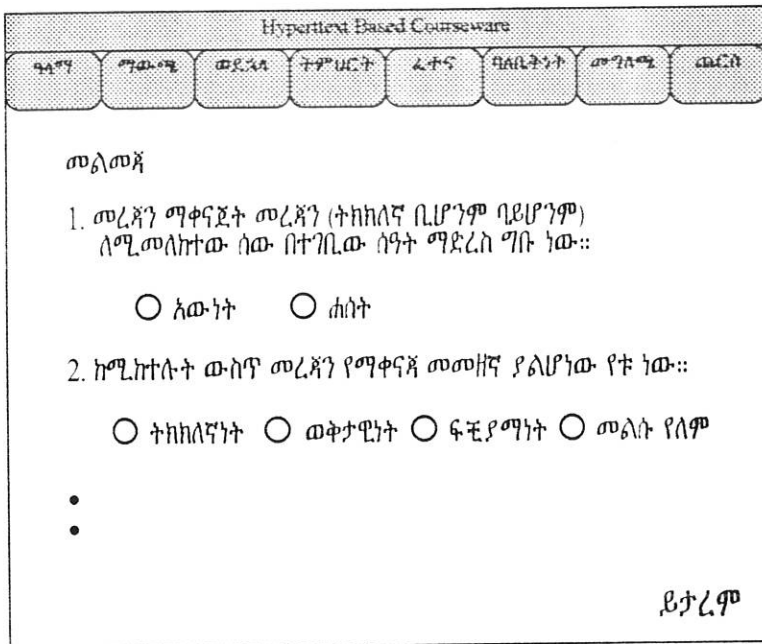 Hyperttext Based Courseware
ዓላማ ማውጫ ወደኋላ ትምህርት ፈተና ባለቤትነት መግለጫ ጨርስ
መልመጃ
1. መረጃን ማቀናጀት መረጃን (ትክክለኛ ቢሆንም ባይሆንም)
ለሚመለከተው ሰው በተገቢው ሰዓት ማድረስ ግቡ ነው።
አውነት ሐሰት
2. ከሚከተሉት ውስጥ መረጃን የማቀናጃ መመዘኛ ያልሆነው የቱ ነው።
ትክክለኛነት ወቅታዊነት ፍቺያማነት መልሱ የለም
ይታረም